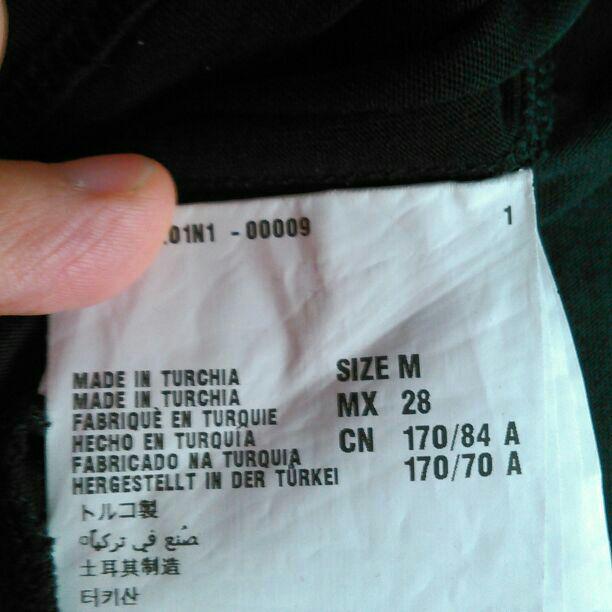 .01N1 -00009
1
MADE IN TURCHIA
MADE IN TURCHIA
FABRIQUÈ EN TURQUIE
HECHO EN TURQUÍA
FABRICADO NA TURQUIA
HERGESTELLT IN DER TÜRKEI
トルコ製
صُنع في تركيا
土耳其制造
터키산
SIZE M
MX 28
CN 170/84 A
170/70 A